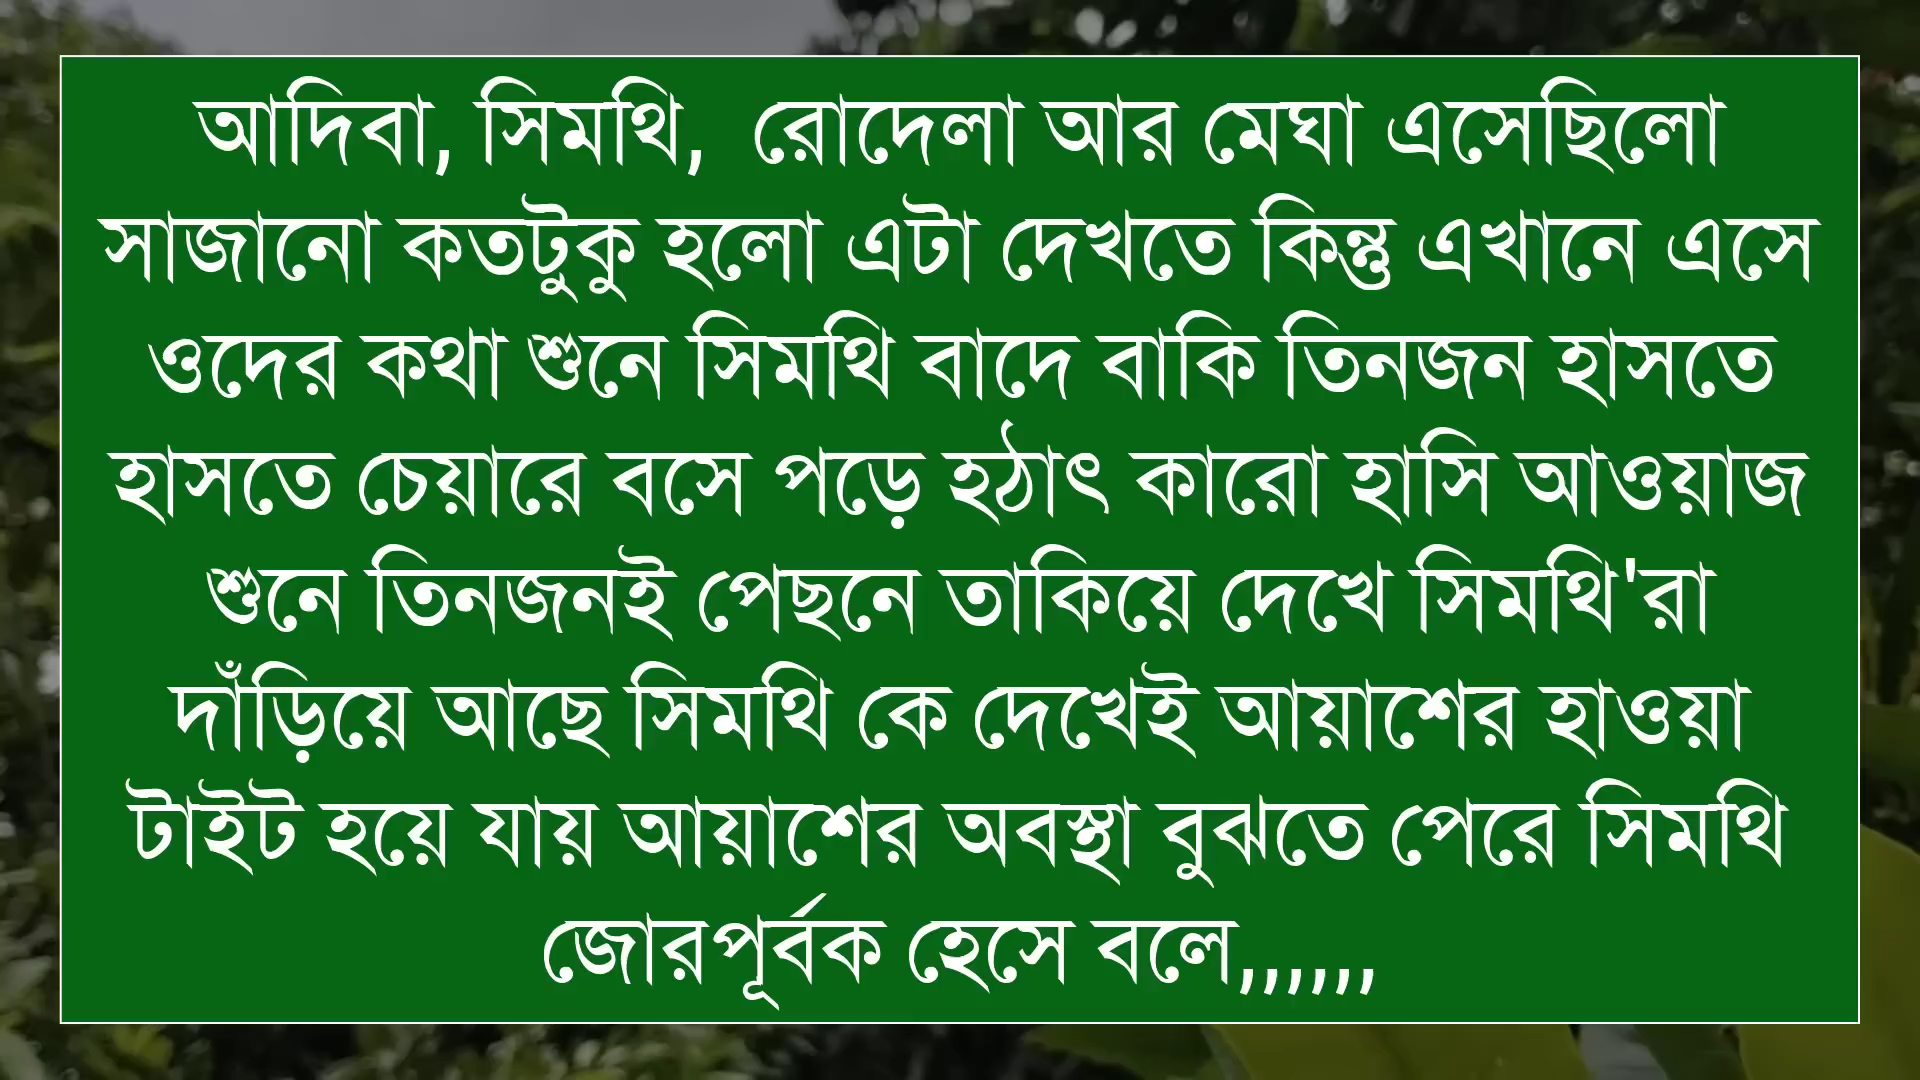 আদিবা, সিমথি,  রোদেলা আর মেঘা এসেছিলো
সাজানো কতটুকু হলো এটা দেখতে কিন্তু এখানে এসে
ওদের কথা শুনে সিমথি বাদে বাকি তিনজন হাসতে
হাসতে চেয়ারে বসে পড়ে হঠাৎ কারো হাসি আওয়াজ
শুনে তিনজনই পেছনে তাকিয়ে দেখে সিমথি'রা
দাঁড়িয়ে আছে সিমথি কে দেখেই আয়াশের হাওয়া
টাইট হয়ে যায় আয়াশের অবস্থা বুঝতে পেরে সিমথি
জোরপূর্বক হেসে বলে,,,,,,